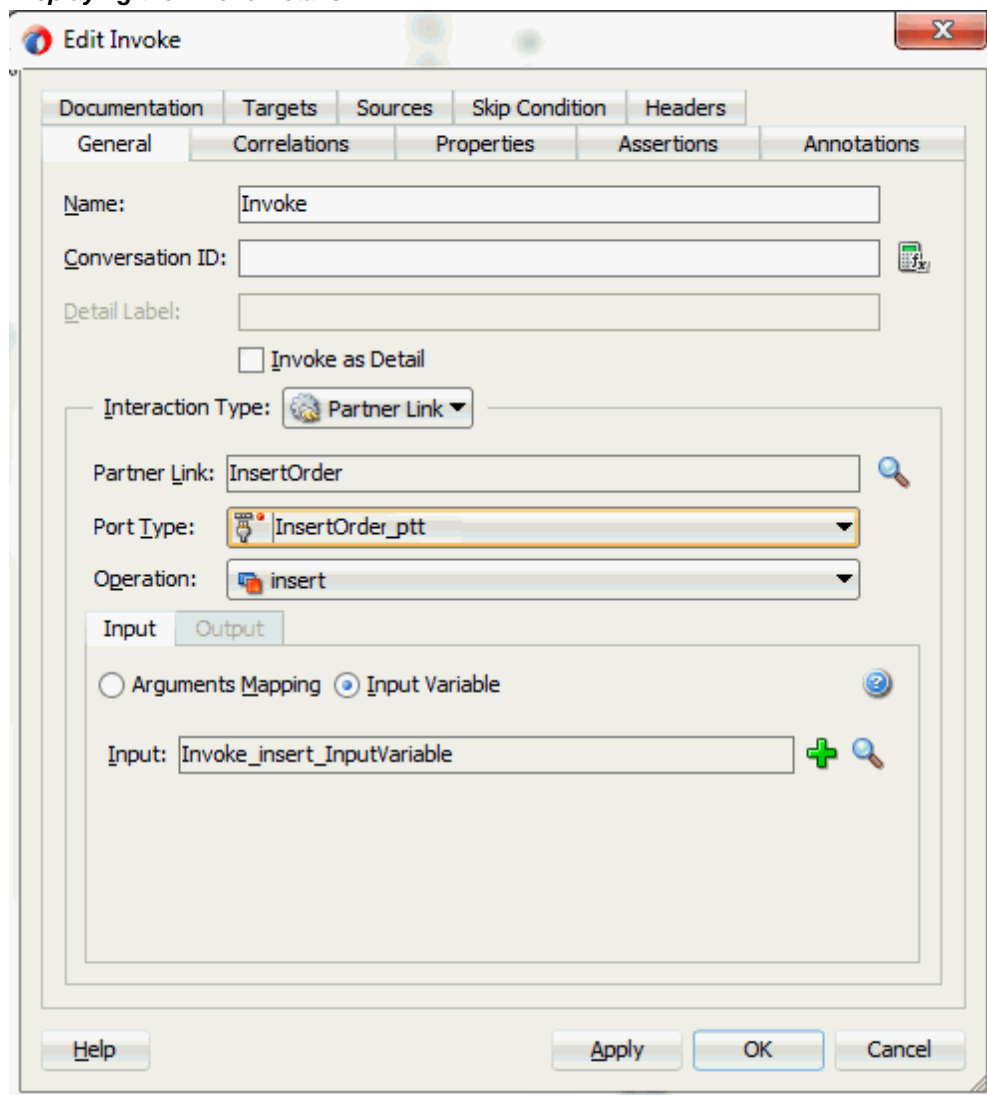 Edit Invoke
Documentation Targets Sources Skip Condition Headers
General Correlations Properties Assertions Annotations
Name: Invoke
Conversation ID:
Detail Label:
Invoke as Detail
Interaction Type: Partner Link
Partner Link: InsertOrder
Port Type: InsertOrder_ptt
Operation: insert
Input Output
Arguments Mapping Input Variable
Input: Invoke_insert_InputVariable
Help Apply OK Cancel